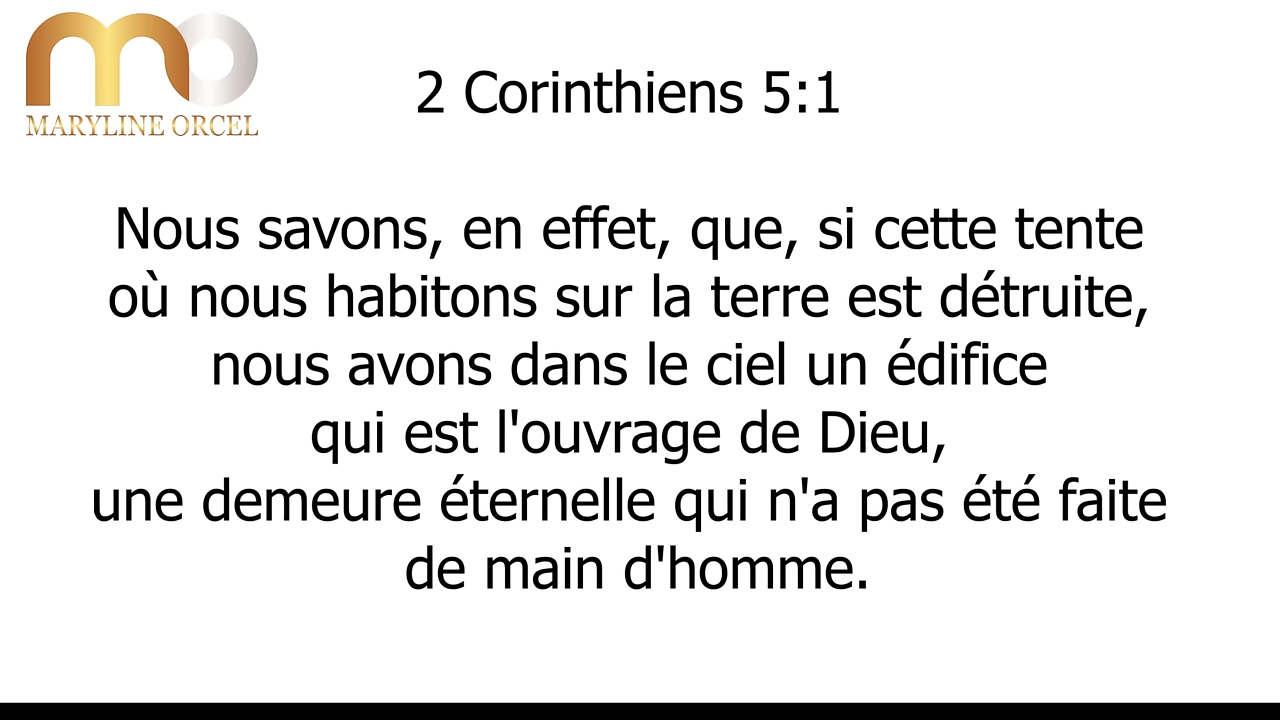 mo
MARYLINE ORCEL
2 Corinthiens 5:1
Nous savons, en effet, que, si cette tente
où nous habitons sur la terre est détruite,
nous avons dans le ciel un édifice
qui est l'ouvrage de Dieu,
une demeure éternelle qui n'a pas été faite
de main d'homme.